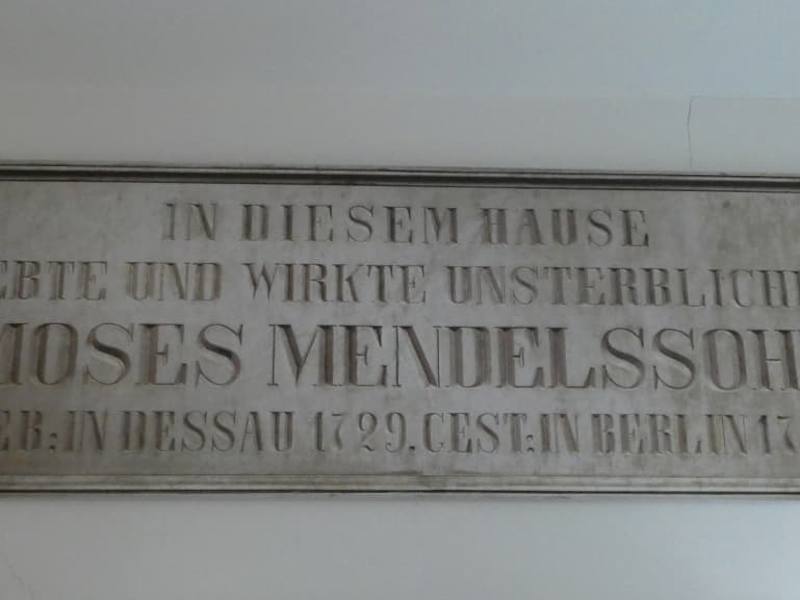 IN DIESEM HAUSE
EBTE UND WIRKTE UNSTERBLICH
MOSES MENDELSSOH
EB: IN DESSAU 1729. GEST: IN BERLIN 17